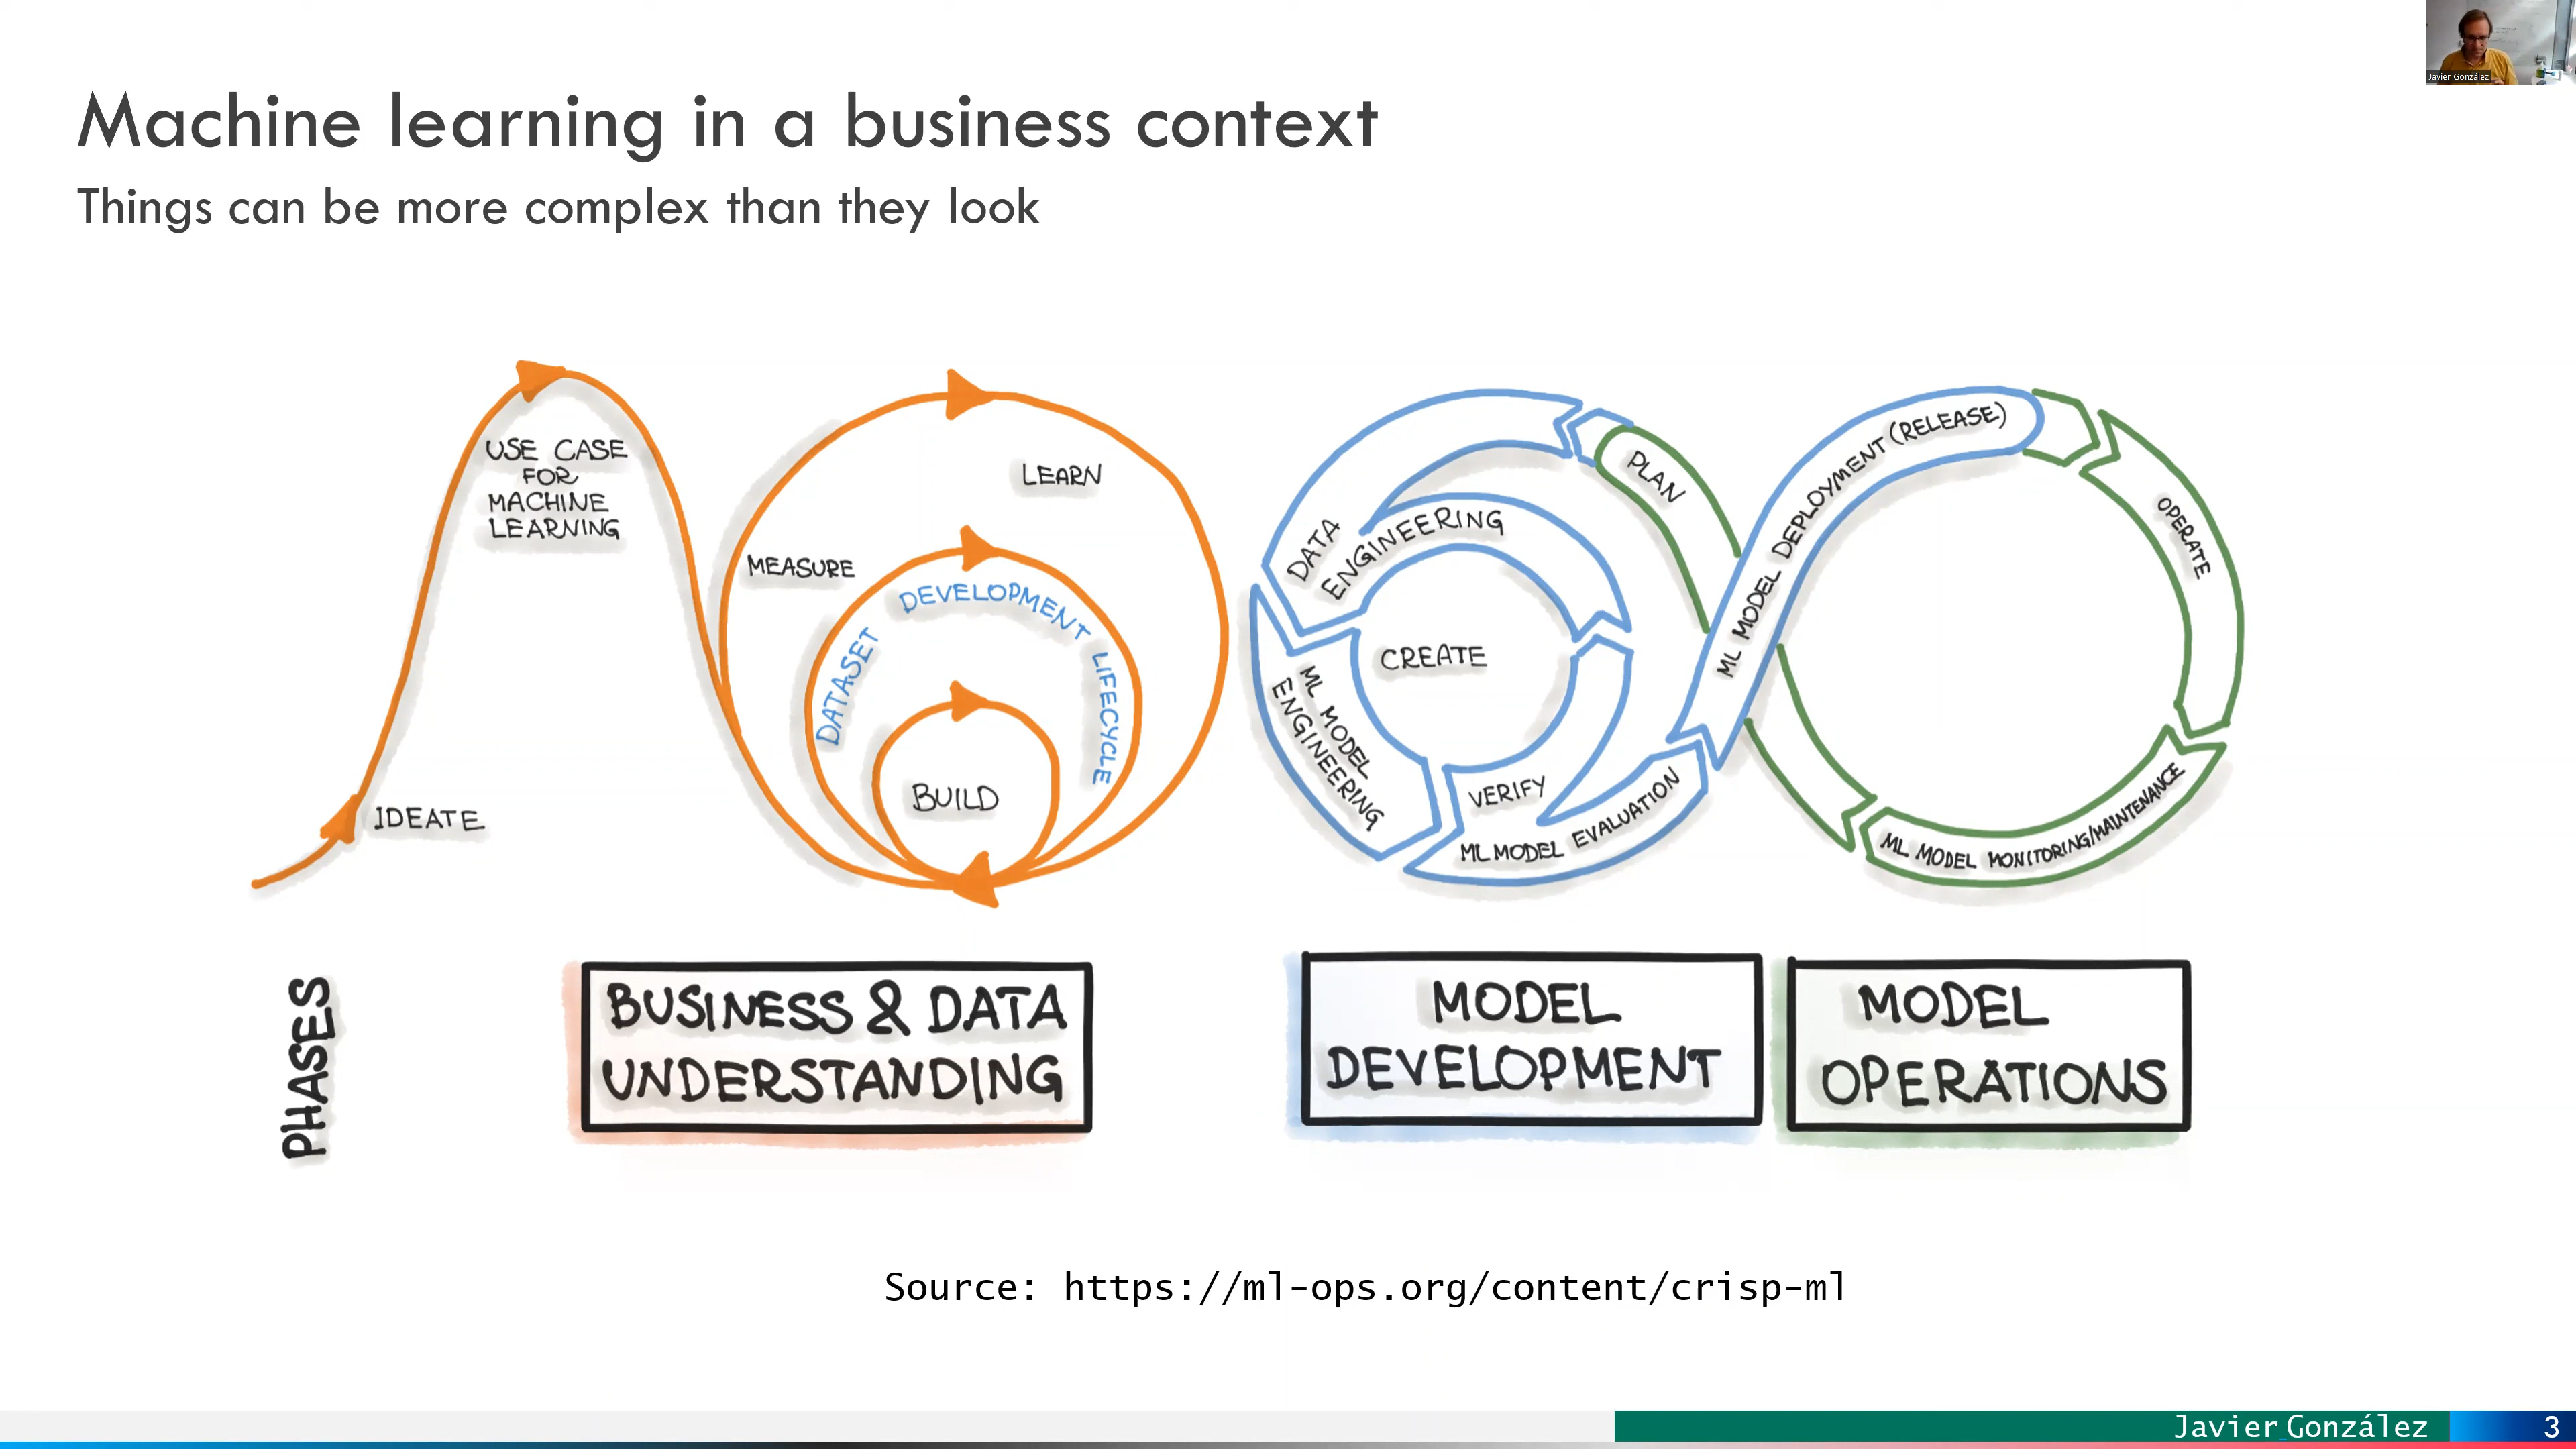 Javier González
Machine learning in a business context
Things can be more complex than they look
USE CASE
FOR
MACHINE
LEARNING
IDEATE
MEASURE
LEARN
DATASET DEVELOPMENT LIFECYCLE
BUILD
DATA
ENGINEERING
CREATE
ML MODEL
ENGINEERING
VERIFY
ML MODEL EVALUATION
PLAN
ML MODEL DEPLOYMENT (RELEASE)
OPERATE
ML MODEL MONITORING/MAINTENANCE
PHASES
BUSINESS & DATA
UNDERSTANDING
MODEL
DEVELOPMENT
MODEL
OPERATIONS
Source: https://ml-ops.org/content/crisp-ml
Javier González
3